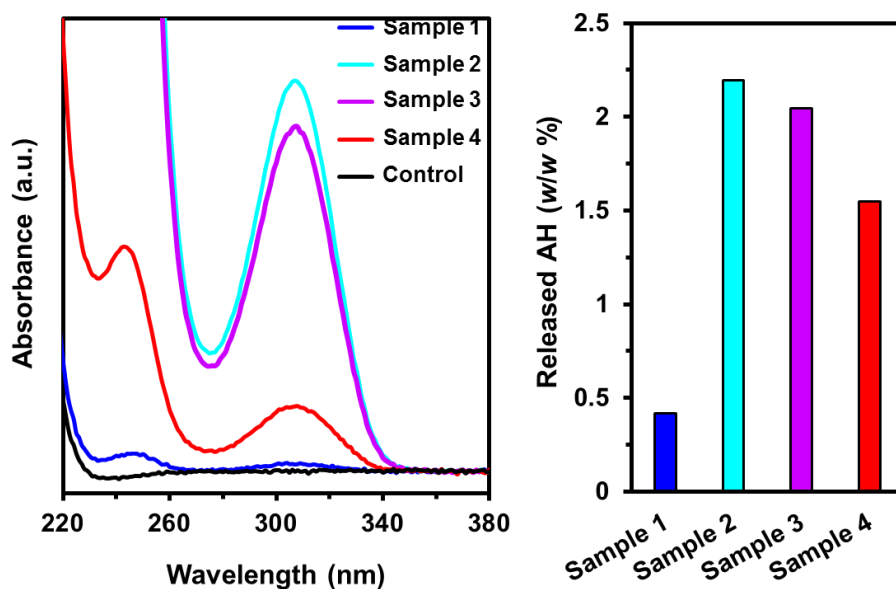 Absorbance (a.u.)
Sample 1
Sample 2
Sample 3
Sample 4
Control
220
260
300
340
380
Wavelength (nm)
Released AH (w/w %)
2.5
2
1.5
1
0.5
0
Sample 1
Sample 2
Sample 3
Sample 4